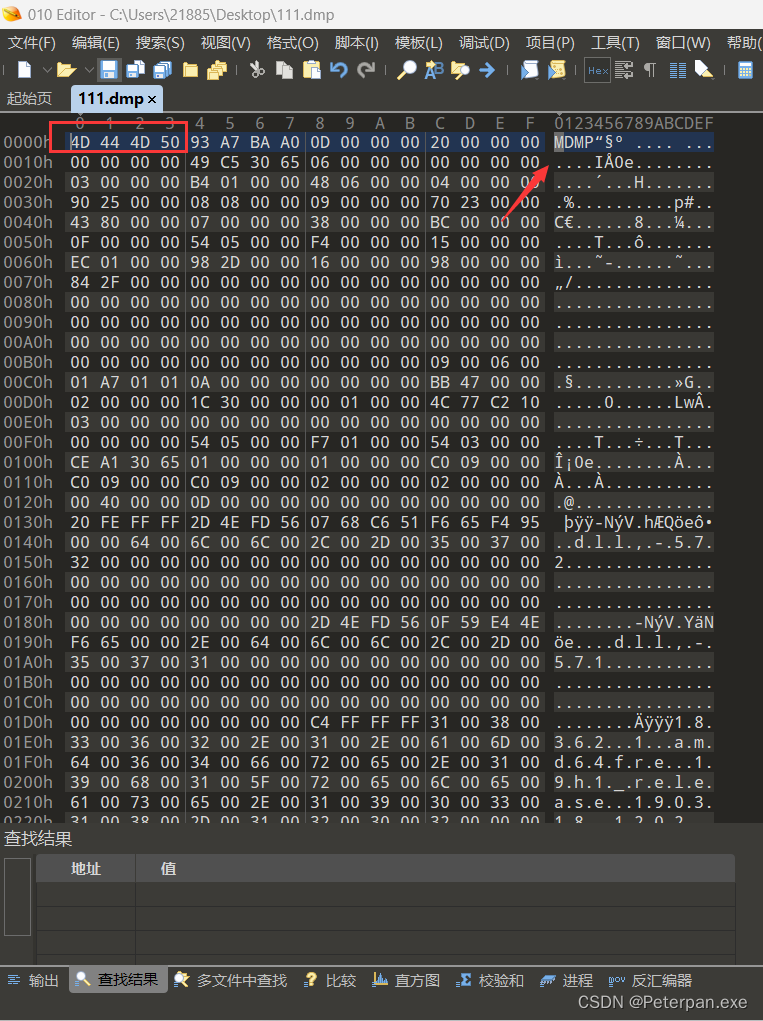 010 Editor - C:\Users\21885\Desktop\111.dmp
文件(F) 编辑(E) 搜索(S) 视图(V) 格式(O) 脚本(I) 模板(L) 调试(D) 项目(P) 工具(T) 窗口(W) 帮助(
Hex
起始页 111.dmp ×
0 1 2 3 4 5 6 7 8 9 A B C D E F 0123456789ABCDEF
0000h 4D 44 4D 50 93 A7 BA A0 0D 00 00 00 20 00 00 00 MDMP“§º .... ...
0010h 00 00 00 00 49 C5 30 65 06 00 00 00 00 00 00 00 ....IÅ0e........
0020h 03 00 00 00 B4 01 00 00 48 06 00 00 04 00 00 00 ....´...H.......
0030h 90 25 00 00 08 08 00 00 09 00 00 00 70 23 00 00 .%..........p#..
0040h 43 80 00 00 07 00 00 00 38 00 00 00 BC 00 00 00 C€......8...¼...
0050h 0F 00 00 00 54 05 00 00 F4 00 00 00 15 00 00 00 ....T...ô.......
0060h EC 01 00 00 98 2D 00 00 16 00 00 00 98 00 00 00 ì...˜-......˜...
0070h 84 2F 00 00 00 00 00 00 00 00 00 00 00 00 00 00 „/..............
0080h 00 00 00 00 00 00 00 00 00 00 00 00 00 00 00 00 ................
0090h 00 00 00 00 00 00 00 00 00 00 00 00 00 00 00 00 ................
00A0h 00 00 00 00 00 00 00 00 00 00 00 00 00 00 00 00 ................
00B0h 00 00 00 00 00 00 00 00 00 00 00 00 09 00 06 00 ................
00C0h 01 A7 01 01 0A 00 00 00 00 00 00 00 BB 47 00 00 .§..........»G..
00D0h 02 00 00 00 1C 30 00 00 00 01 00 00 4C 77 C2 10 .....0......LwÂ.
00E0h 03 00 00 00 00 00 00 00 00 00 00 00 00 00 00 00 ................
00F0h 00 00 00 00 54 05 00 00 F7 01 00 00 54 03 00 00 ....T...÷...T...
0100h CE A1 30 65 01 00 00 00 01 00 00 00 C0 09 00 00 Î¡0e........À...
0110h C0 09 00 00 C0 09 00 00 02 00 00 00 02 00 00 00 À...À...........
0120h 00 40 00 00 0D 00 00 00 00 00 00 00 00 00 00 00 .@..............
0130h 20 FE FF FF 2D 4E FD 56 07 68 C6 51 F6 65 F4 95 þÿÿ-NýV.hÆQöeô•
0140h 00 00 64 00 6C 00 6C 00 2C 00 2D 00 35 00 37 00 ..d.l.l.,.-.5.7.
0150h 32 00 00 00 00 00 00 00 00 00 00 00 00 00 00 00 2...............
0160h 00 00 00 00 00 00 00 00 00 00 00 00 00 00 00 00 ................
0170h 00 00 00 00 00 00 00 00 00 00 00 00 00 00 00 00 ................
0180h 00 00 00 00 00 00 00 00 2D 4E FD 56 0F 59 E4 4E ........-NýV.YäN
0190h F6 65 00 00 2E 00 64 00 6C 00 6C 00 2C 00 2D 00 öe....d.l.l.,.-.
01A0h 35 00 37 00 31 00 00 00 00 00 00 00 00 00 00 00 5.7.1...........
01B0h 00 00 00 00 00 00 00 00 00 00 00 00 00 00 00 00 ................
01C0h 00 00 00 00 00 00 00 00 00 00 00 00 00 00 00 00 ................
01D0h 00 00 00 00 00 00 00 00 C4 FF FF FF 31 00 38 00 ........Äÿÿÿ1.8.
01E0h 33 00 36 00 32 00 2E 00 31 00 2E 00 61 00 6D 00 3.6.2...1...a.m.
01F0h 64 00 36 00 34 00 66 00 72 00 65 00 2E 00 31 00 d.6.4.f.r.e...1.
0200h 39 00 68 00 31 00 5F 00 72 00 65 00 6C 00 65 00 9.h.1._.r.e.l.e.
0210h 61 00 73 00 65 00 2E 00 31 00 39 00 30 00 33 00 a.s.e...1.9.0.3.
0220h 31 00 38 00 2D 00 31 00 32 00 30 00 32 00 00 00
查找结果
地址 值
输出 查找结果 多文件中查找 比较 直方图 校验和 进程 反汇编器
CSDN @Peterpan.exe